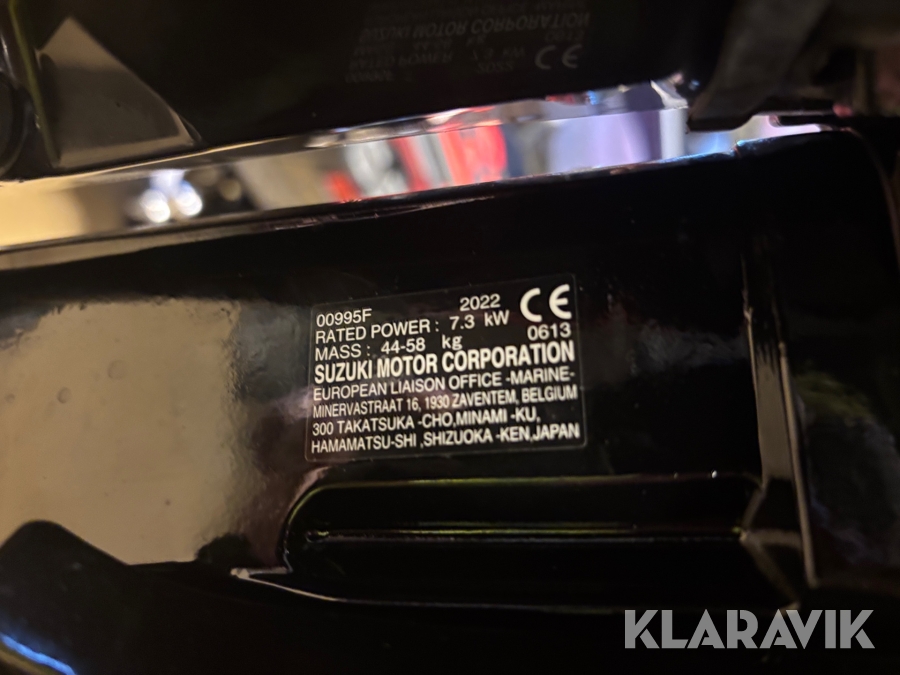 00995F 2022 CE
RATED POWER : 7.3 kW
0613
MASS : 44-58 kg
SUZUKI MOTOR CORPORATION
EUROPEAN LIAISON OFFICE -MARINE-
MINERVASTRAAT 16, 1930 ZAVENTEM, BELGIUM
300 TAKATSUKA -CHO,MINAMI -KU,
HAMAMATSU-SHI ,SHIZUOKA -KEN,JAPAN
KLARAVIK